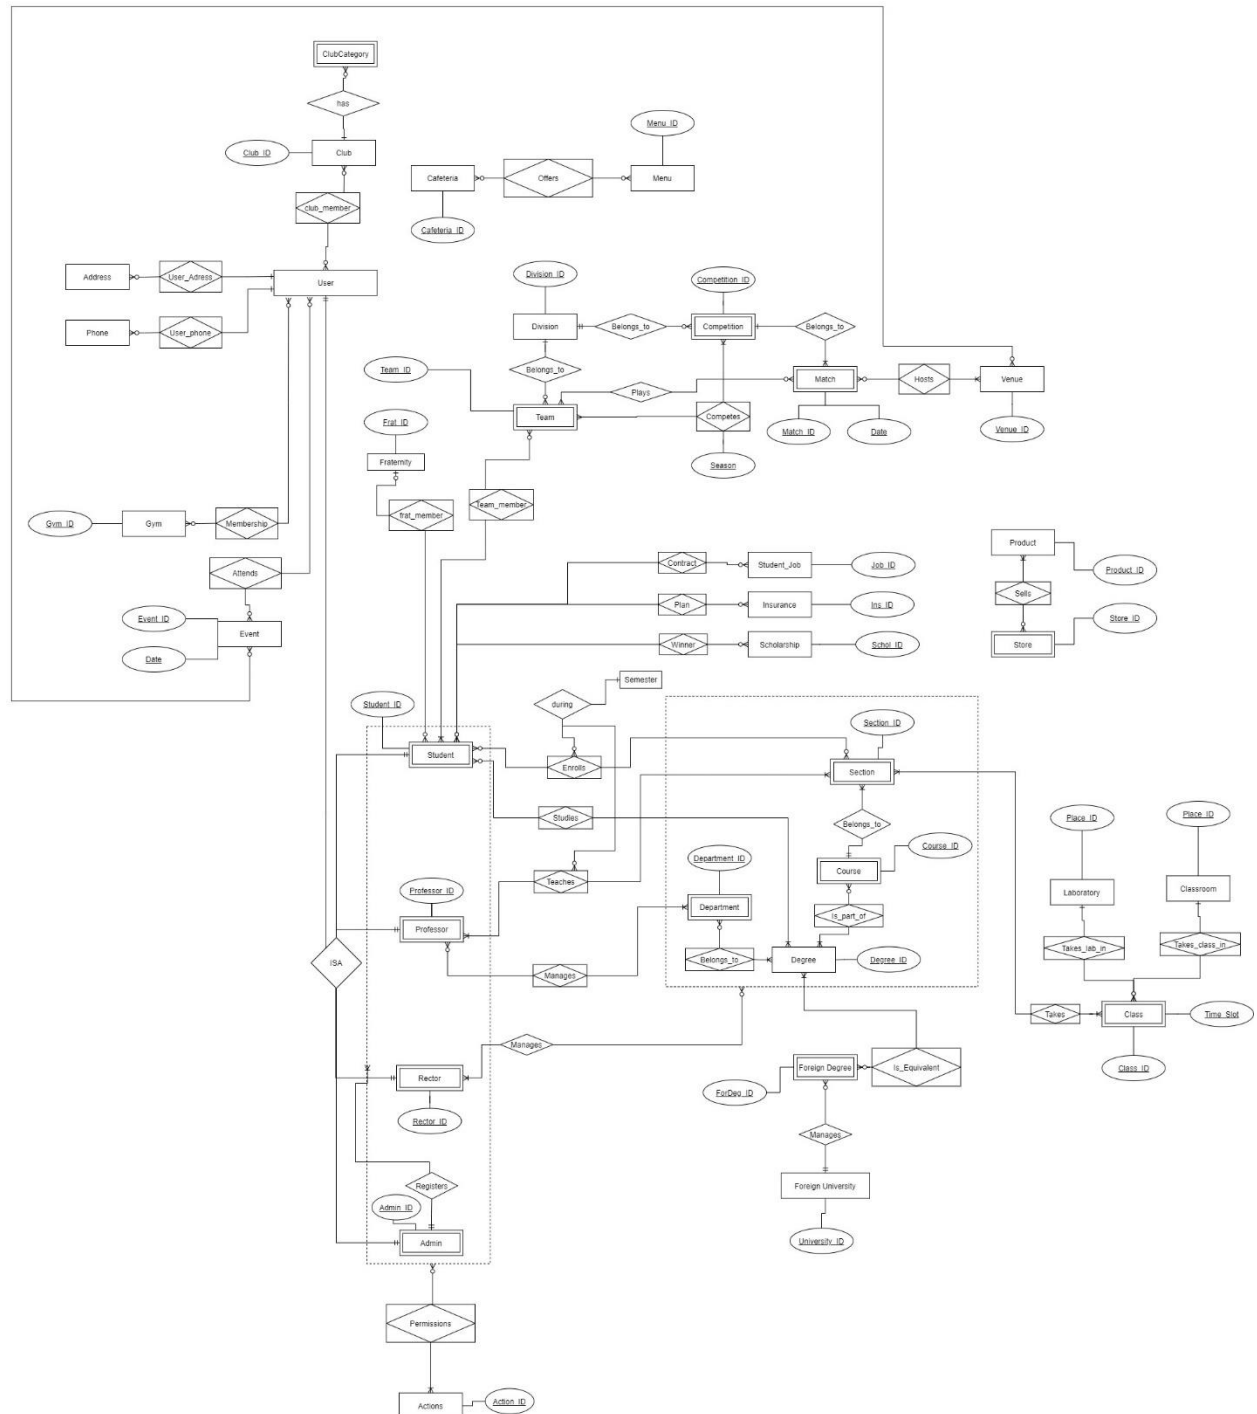 ClubCategory
has
Club_ID
Club
Menu_ID
Cafeteria
Offers
Menu
club_member
Cafeteria_ID
Address
User_Adress
User
Division_ID
Competition_ID
Phone
User_phone
Division
Belongs_to
Competition
Belongs_to
Team_ID
Belongs_to
Plays
Match
Hosts
Venue
Team
Competes
Match_ID
Date
Venue_ID
Frat_ID
Fraternity
Season
Gym_ID
Gym
Membership
frat_member
Team_member
Product
Product_ID
Attends
Contract
Student_Job
Job_ID
Sells
Event_ID
Plan
Insurance
Ins_ID
Store_ID
Event
Store
Date
Winner
Scholarship
Schol_ID
Semester
during
Student_ID
Section_ID
Student
Enrolls
Section
Studies
Belongs_to
Place_ID
Place_ID
Department_ID
Course_ID
Course
Professor_ID
Teaches
Laboratory
Classroom
Department
Is_part_of
Professor
Takes_lab_in
Takes_class_in
ISA
Manages
Belongs_to
Degree
Degree_ID
Takes
Class
Time_Slot
Manages
Rector
Foreign Degree
Is_Equivalent
Class_ID
ForDeg_ID
Rector_ID
Manages
Registers
Foreign University
Admin_ID
Admin
University_ID
Permissions
Actions
Action_ID